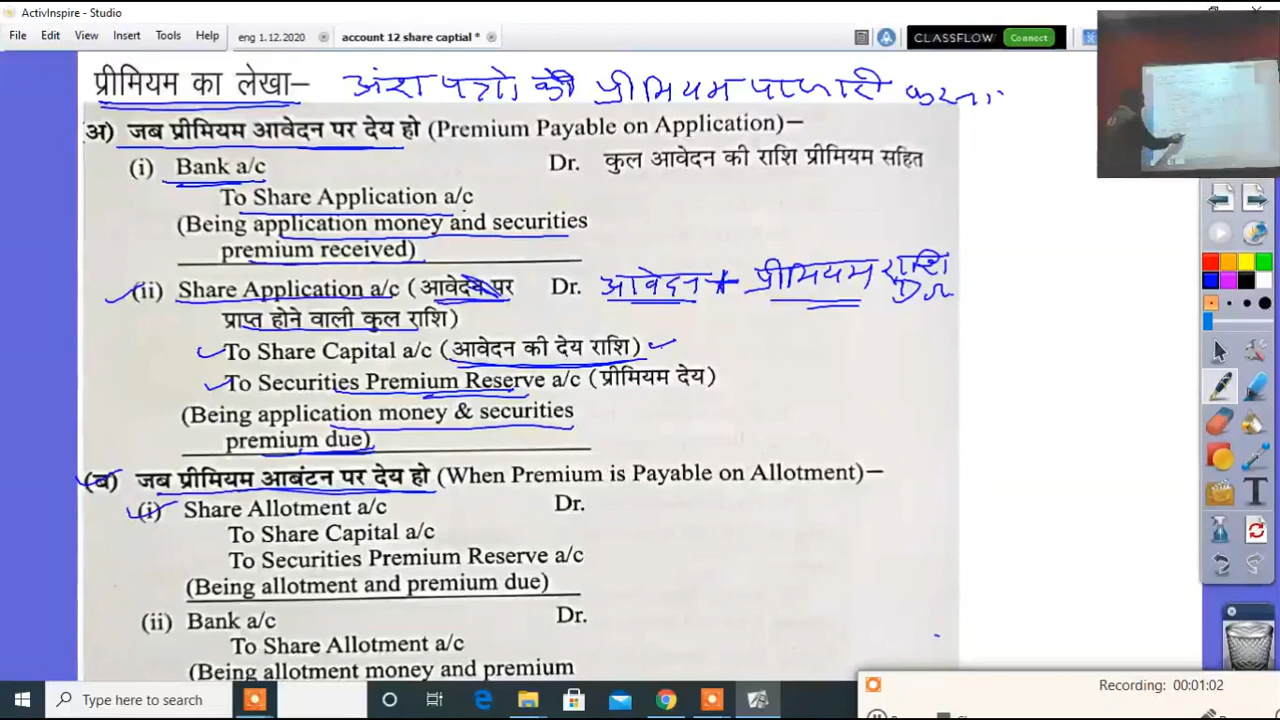 ActivInspire - Studio
File Edit View Insert Tools Help eng 1.12.2020 account 12 share captial * CLASSFLOW Connect
प्रीमियम का लेखा– अंश पत्रो को प्रीमियम पर जारी करना
अ) जब प्रीमियम आवेदन पर देय हो (Premium Payable on Application)–
(i) Bank a/c Dr. कुल आवेदन की राशि प्रीमियम सहित
To Share Application a/c
(Being application money and securities
premium received)
(ii) Share Application a/c (आवेदन पर Dr. आवेदन + प्रीमियम राशि
Dr
प्राप्त होने वाली कुल राशि)
To Share Capital a/c (आवेदन की देय राशि)
To Securities Premium Reserve a/c (प्रीमियम देय)
(Being application money & securities
premium due)
(ब) जब प्रीमियम आबंटन पर देय हो (When Premium is Payable on Allotment)–
(i) Share Allotment a/c Dr.
To Share Capital a/c
To Securities Premium Reserve a/c
(Being allotment and premium due)
(ii) Bank a/c Dr.
To Share Allotment a/c
(Being allotment money and premium
Recording: 00:01:02
Type here to search